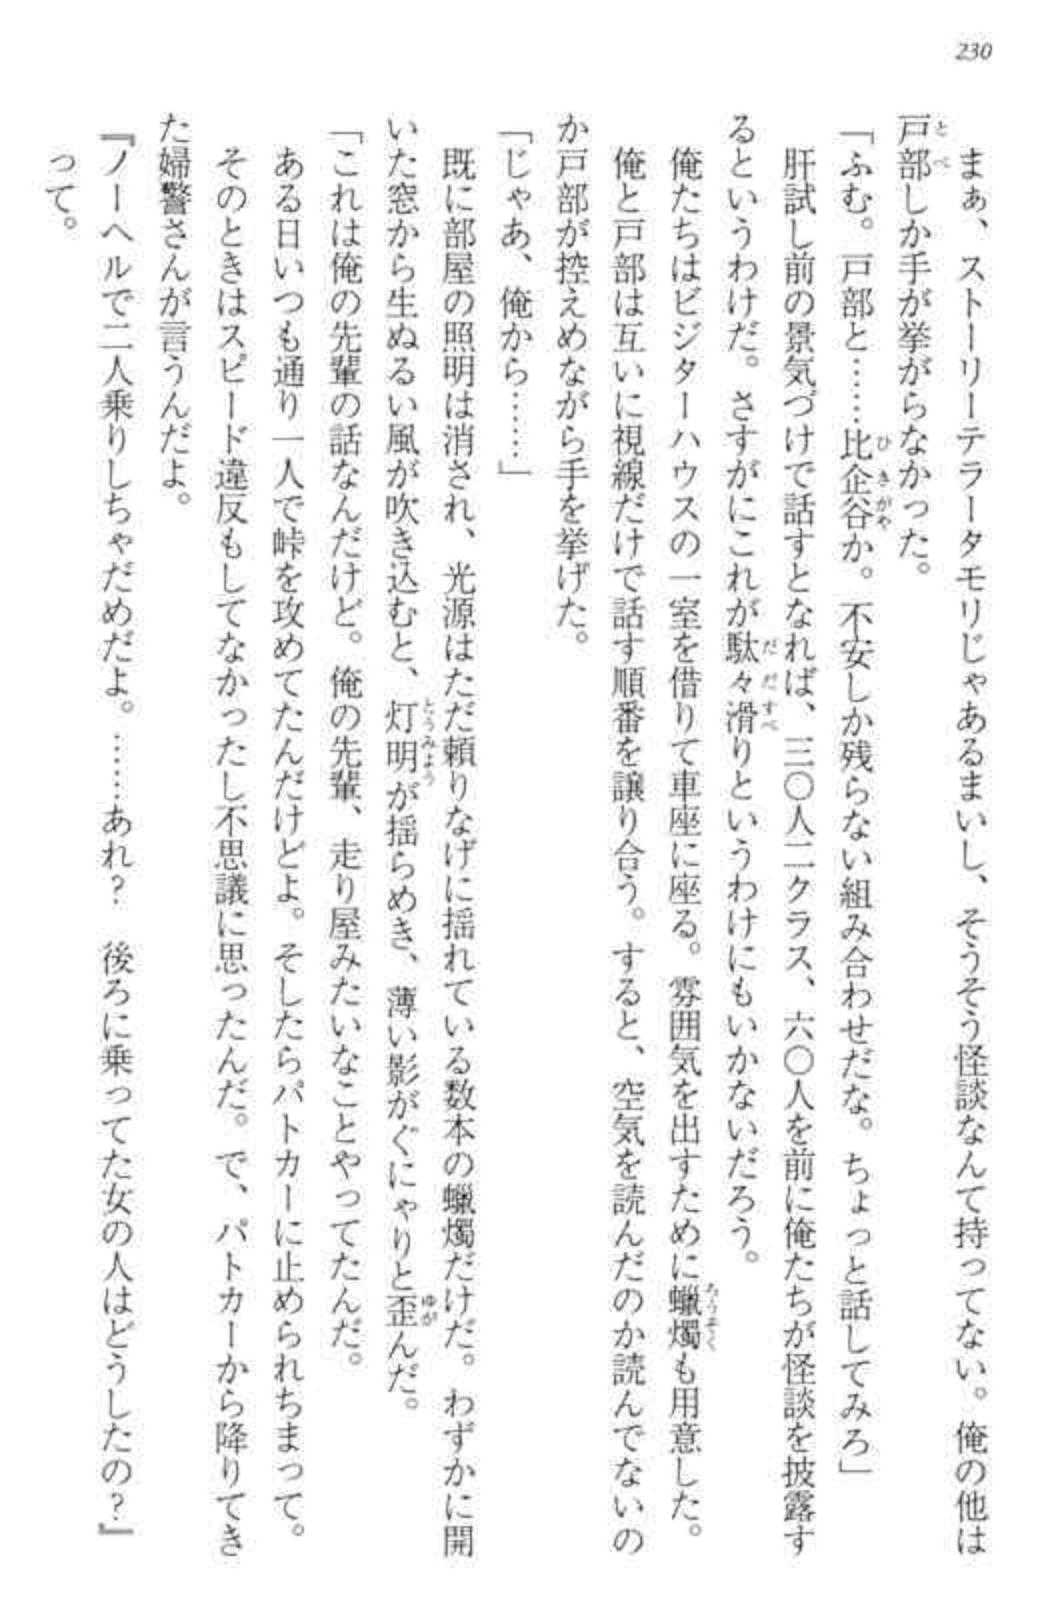 230
まぁ、ストーリーテラータモリじゃあるまいし、そうそう怪談なんて持ってない。俺の他は
戸部しか手が挙がらなかった。
「ふむ。戸部と……比企谷か。不安しか残らない組み合わせだな。ちょっと話してみろ」
肝試し前の景気づけで話すとなれば、三〇人二クラス、六〇人を前に俺たちが怪談を披露す
るというわけだ。さすがにこれが駄々滑りというわけにもいかないだろう。
俺たちはビジターハウスの一室を借りて車座に座る。雰囲気を出すために蠟燭も用意した。
俺と戸部は互いに視線だけで話す順番を譲り合う。すると、空気を読んだのか読んでないの
か戸部が控えめながら手を挙げた。
「じゃあ、俺から……」
既に部屋の照明は消され、光源はただ頼りなげに揺れている数本の蠟燭だけだ。わずかに開
いた窓から生ぬるい風が吹き込むと、灯明が揺らめき、薄い影がぐにゃりと歪んだ。
「これは俺の先輩の話なんだけど。俺の先輩、走り屋みたいなことやってたんだ。
ある日いつも通り一人で峠を攻めてたんだけどよ。そしたらパトカーに止められちまって。
そのときはスピード違反もしてなかったし不思議に思ったんだ。で、パトカーから降りてき
た婦警さんが言うんだよ。
『ノーヘルで二人乗りしちゃだめだよ。……あれ？　後ろに乗ってた女の人はどうしたの？』
って。